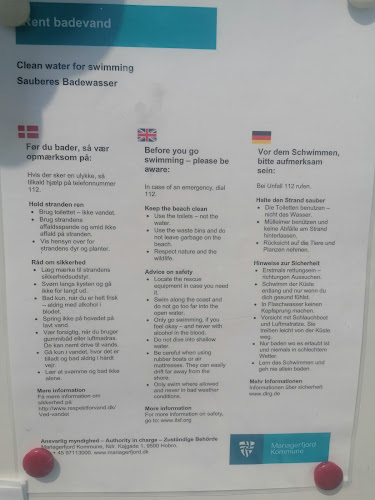 Rent badevand
Clean water for swimming
Sauberes Badewasser
Før du bader, så vær
opmærksom på:
Hvis der sker en ulykke, så
tilkald hjælp på telefonnummer
112.
Hold stranden ren
• Brug toilettet – ikke vandet.
• Brug strandens
affaldsspande og smid ikke
affald på stranden.
• Vis hensyn over for
strandens dyr og planter.
Råd om sikkerhed
• Læg mærke til strandens
sikkerhedsudstyr.
• Svøm langs kysten og gå
ikke for langt ud.
• Bad kun, når du er helt frisk
– aldrig med alkohol i
blodet.
• Spring ikke på hovedet på
lavt vand.
• Vær forsigtig, når du bruger
gummibåd eller luftmadras.
De kan nemt drive til vands.
• Gå kun i vandet, hvor det er
tilladt og bad aldrig i hårdt
vejr.
• Lær at svømme og bad ikke
alene.
More information
Få mere information om
sikkerhed på
http://www.respektforvand.dk/
Ved-vandet
Before you go
swimming – please be
aware:
In case of an emergency, dial
112.
Keep the beach clean
• Use the toilets – not the
water.
• Use the waste bins and do
not leave garbage on the
beach.
• Respect nature and the
wildlife.
Advice on safety
• Locate the rescue
equipment in case you need
it.
• Swim along the coast and
do not go too far into the
open water.
• Only go swimming, if you
feel okay – and never with
alcohol in the blood.
• Do not dive into shallow
water.
• Be careful when using
rubber boats or air
mattresses. They can easily
drift far away from the
shore.
• Only swim where allowed
and never in bad weather
conditions.
More information
For more information on safety,
go to: www.ilsf.org
Vor dem Schwimmen,
bitte aufmerksam
sein:
Bei Unfall 112 rufen.
Halte den Strand sauber
• Die Toiletten benutzen –
nicht das Wasser.
• Mülleimer benutzen und
keine Abfälle am Strand
hinterlassen.
• Rücksicht auf die Tiere und
Pflanzen nehmen.
Hinweise zur Sicherheit
• Erstmals rettungseim –
richtungen Aussuchen.
• Schwimm der Küste
entlang und nur wenn du
dich gesund fühlst.
• In Flaschwasser keinen
Kopfsprung machen.
• Vorsicht mit Schlauchboot
und Luftmatratze. Sie
treiben leicht von der Küste
weg.
• Nur baden wo es erlaubt ist
und niemals in schlechtem
Wetter.
• Lern das Schwimmen und
geh nie allein baden.
Mehr Informationen
Informationen über sicherheit:
www.dlrg.de
Ansvarlig myndighed – Authority in charge – Zuständige Behörde
Mariagerfjord Kommune, Ndr. Kajgade 1, 9500 Hobro.
+45 97113000. www.mariagerfjord.dk
Mariagerfjord
Kommune